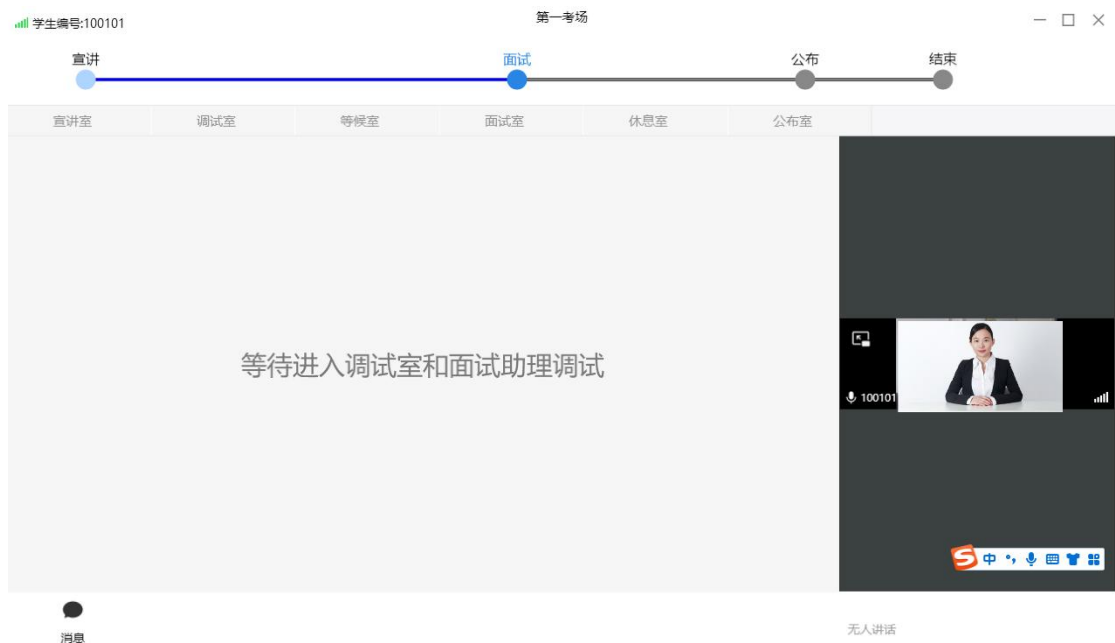 学生编号:100101
第一考场
宣讲
面试
公布
结束
宣讲室 调试室 等候室 面试室 休息室 公布室
等待进入调试室和面试助理调试
100101
中
消息
无人讲话